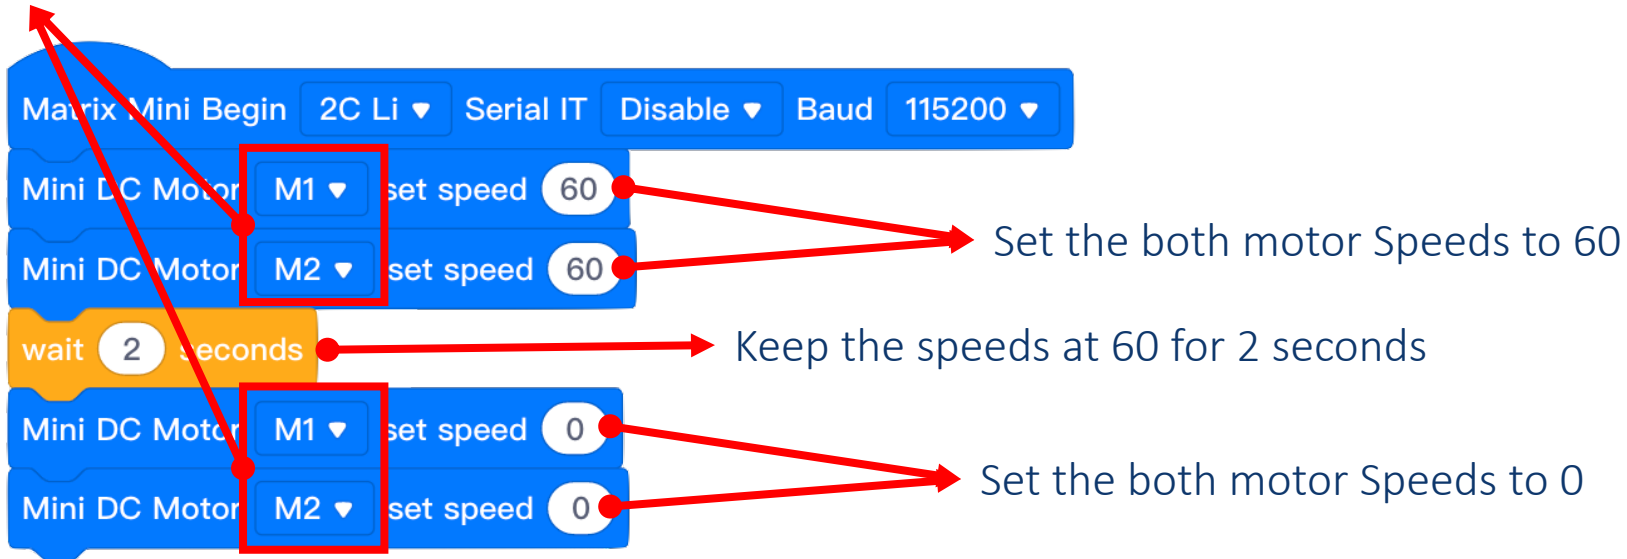 Matrix Mini Begin 2C Li Serial IT Disable Baud 115200
Mini DC Motor M1 set speed 60
Mini DC Motor M2 set speed 60
Set the both motor Speeds to 60
wait 2 seconds
Keep the speeds at 60 for 2 seconds
Mini DC Motor M1 set speed 0
Mini DC Motor M2 set speed 0
Set the both motor Speeds to 0